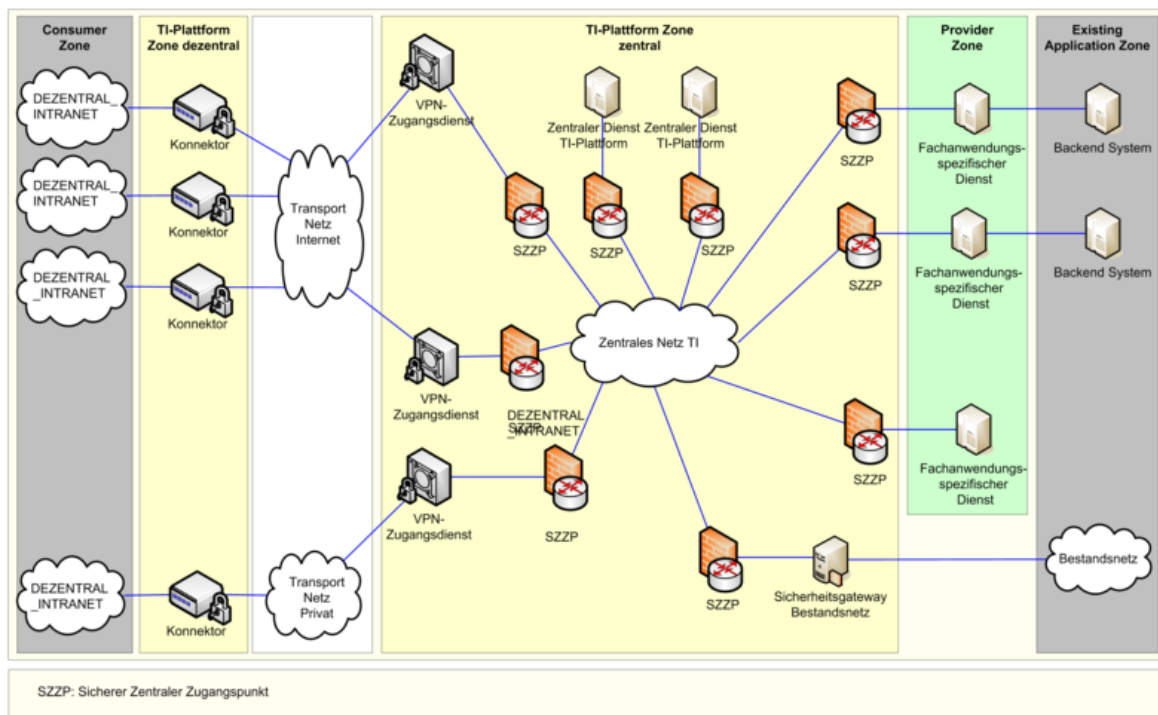 Consumer
Zone
TI-Plattform
Zone dezentral
TI-Plattform Zone
zentral
Provider
Zone
Existing
Application Zone
DEZENTRAL_
INTRANET
Konnektor
DEZENTRAL_
INTRANET
Konnektor
DEZENTRAL
_INTRANET
Konnektor
DEZENTRAL
_INTRANET
Konnektor
Transport
Netz
Internet
Transport
Netz
Privat
VPN-
Zugangsdienst
SZZP
Zentraler Dienst
TI-Plattform
SZZP
Zentraler Dienst
TI-Plattform
SZZP
VPN-
Zugangsdienst
DEZENTRAL
_INTRANET
SZZP
VPN-
Zugangsdienst
SZZP
Zentrales Netz TI
SZZP
Fachanwendungs-
spezifischer
Dienst
Backend System
SZZP
Fachanwendungs-
spezifischer
Dienst
Backend System
SZZP
Fachanwendungs-
spezifischer
Dienst
SZZP
Sicherheitsgateway
Bestandsnetz
Bestandsnetz
SZZP: Sicherer Zentraler Zugangspunkt